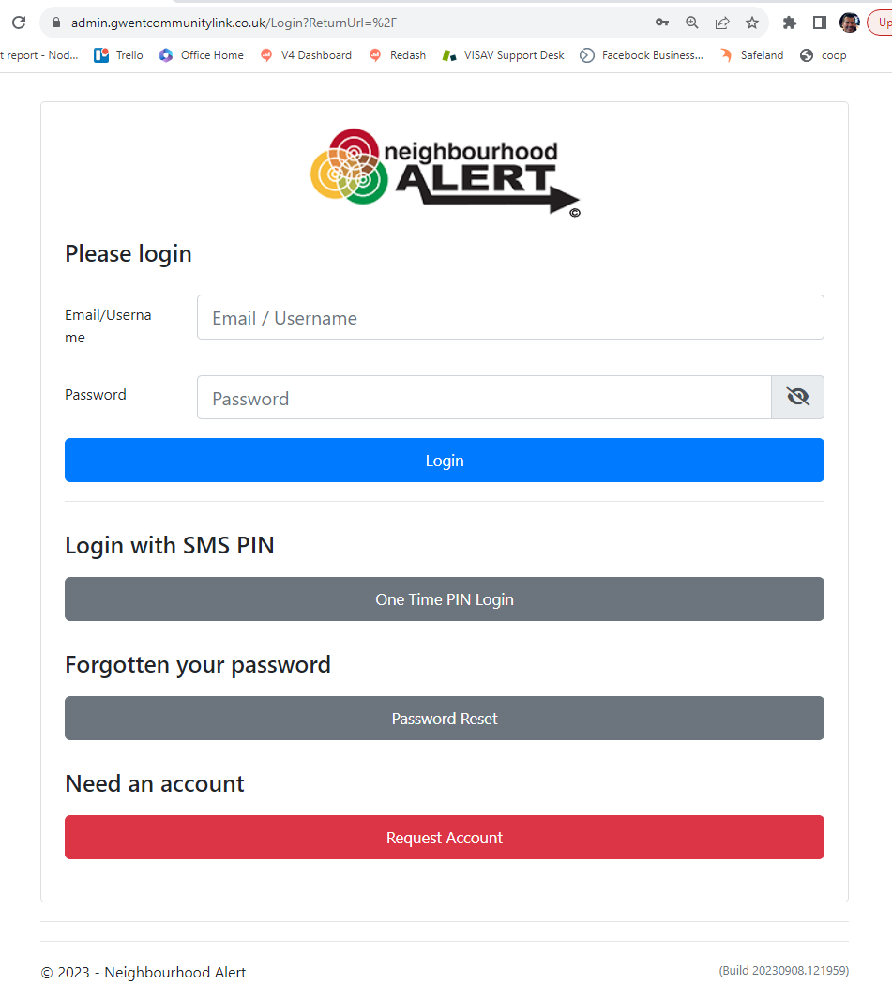 admin.gwentcommunitylink.co.uk/Login?ReturnUrl=%2F
Up
t report - Nod...
Trello
Office Home
V4 Dashboard
Redash
VISAV Support Desk
Facebook Business...
Safeland
coop
neighbourhood
ALERT
©
Please login
Email/Userna
me
Email / Username
Password
Password
Login
Login with SMS PIN
One Time PIN Login
Forgotten your password
Password Reset
Need an account
Request Account
© 2023 - Neighbourhood Alert
(Build 20230908.121959)